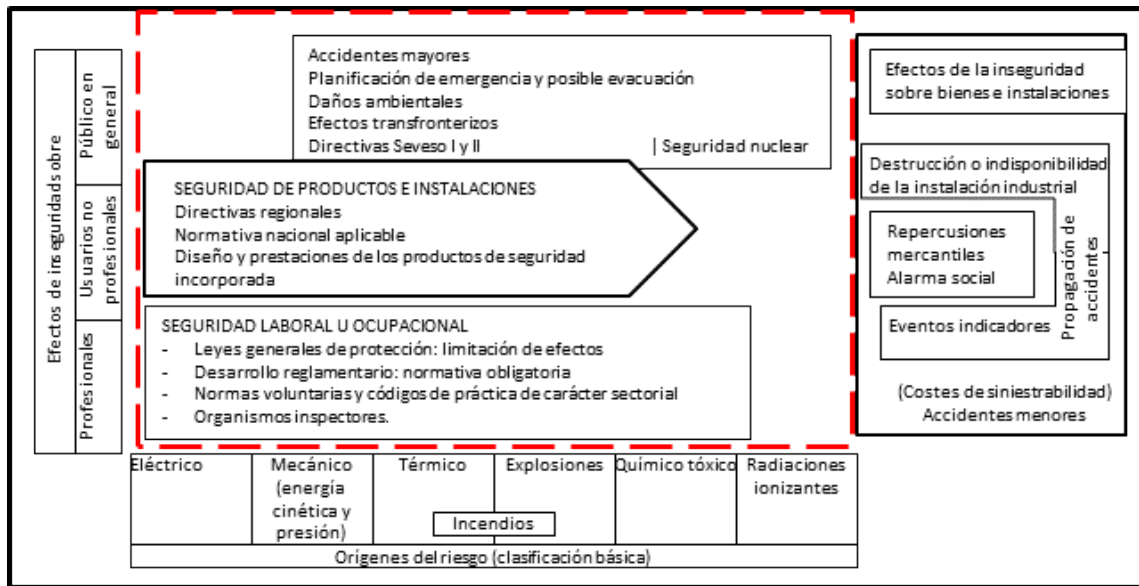 Efectos de inseguridads sobre
Público en
general
Usuarios no
profesionales
Profesionales
Accidentes mayores
Planificación de emergencia y posible evacuación
Daños ambientales
Efectos transfronterizos
Directivas Seveso I y II | Seguridad nuclear
SEGURIDAD DE PRODUCTOS E INSTALACIONES
Directivas regionales
Normativa nacional aplicable
Diseño y prestaciones de los productos de seguridad
incorporada
SEGURIDAD LABORAL U OCUPACIONAL
- Leyes generales de protección: limitación de efectos
- Desarrollo reglamentario: normativa obligatoria
- Normas voluntarias y códigos de práctica de carácter sectorial
- Organismos inspectores.
Efectos de la inseguridad
sobre bienes e instalaciones
Destrucción o indisponibilidad
de la instalación industrial
Repercusiones
mercantiles
Alarma social
Propagación de
accidentes
Eventos indicadores
(Costes de siniestrabilidad)
Accidentes menores
Eléctrico
Mecánico
(energía
cinética y
presión)
Térmico
Explosiones
Incendios
Químico tóxico
Radiaciones
ionizantes
Orígenes del riesgo (clasificación básica)